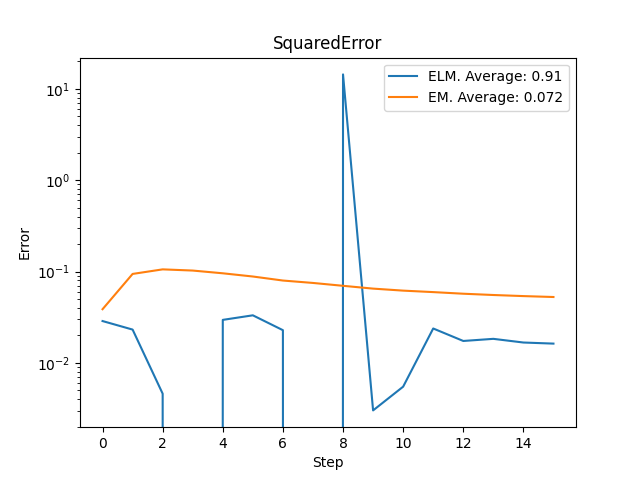 SquaredError
ELM. Average: 0.91
EM. Average: 0.072
Error
10¹
10⁰
10⁻¹
10⁻²
0 2 4 6 8 10 12 14
Step